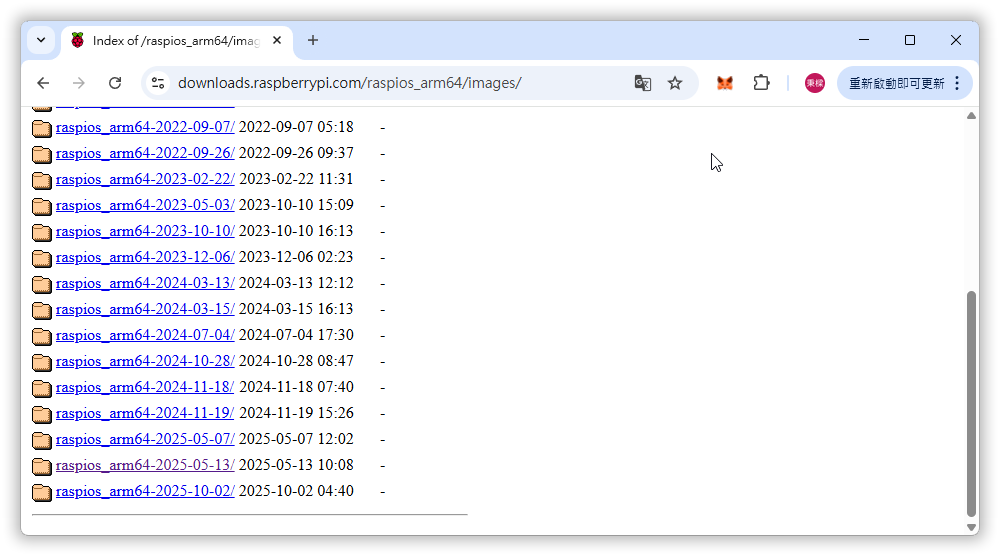 Index of /raspios_arm64/imag
downloads.raspberrypi.com/raspios_arm64/images/
秉樑
重新啟動即可更新
raspios_arm64-2022-09-07/ 2022-09-07 05:18 -
raspios_arm64-2022-09-26/ 2022-09-26 09:37 -
raspios_arm64-2023-02-22/ 2023-02-22 11:31 -
raspios_arm64-2023-05-03/ 2023-10-10 15:09 -
raspios_arm64-2023-10-10/ 2023-10-10 16:13 -
raspios_arm64-2023-12-06/ 2023-12-06 02:23 -
raspios_arm64-2024-03-13/ 2024-03-13 12:12 -
raspios_arm64-2024-03-15/ 2024-03-15 16:13 -
raspios_arm64-2024-07-04/ 2024-07-04 17:30 -
raspios_arm64-2024-10-28/ 2024-10-28 08:47 -
raspios_arm64-2024-11-18/ 2024-11-18 07:40 -
raspios_arm64-2024-11-19/ 2024-11-19 15:26 -
raspios_arm64-2025-05-07/ 2025-05-07 12:02 -
raspios_arm64-2025-05-13/ 2025-05-13 10:08 -
raspios_arm64-2025-10-02/ 2025-10-02 04:40 -